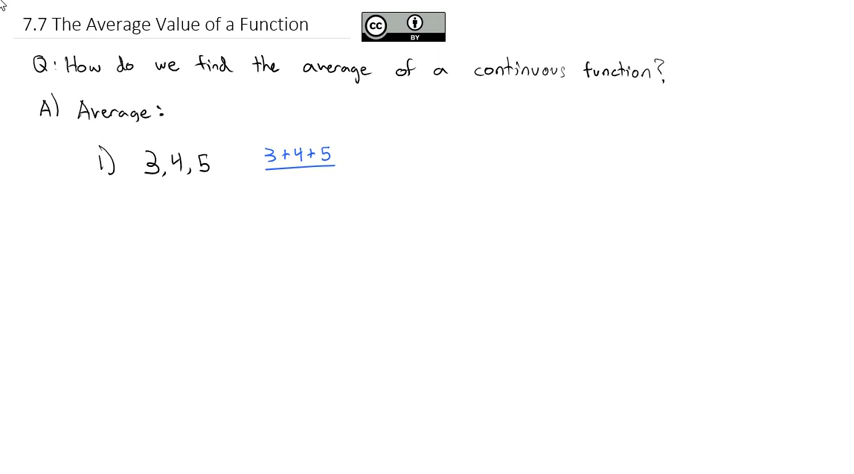 7.7 The Average Value of a Function
cc BY
Q: How do we find the average of a continuous function?
A) Average:
1) 3, 4, 5 3+4+5